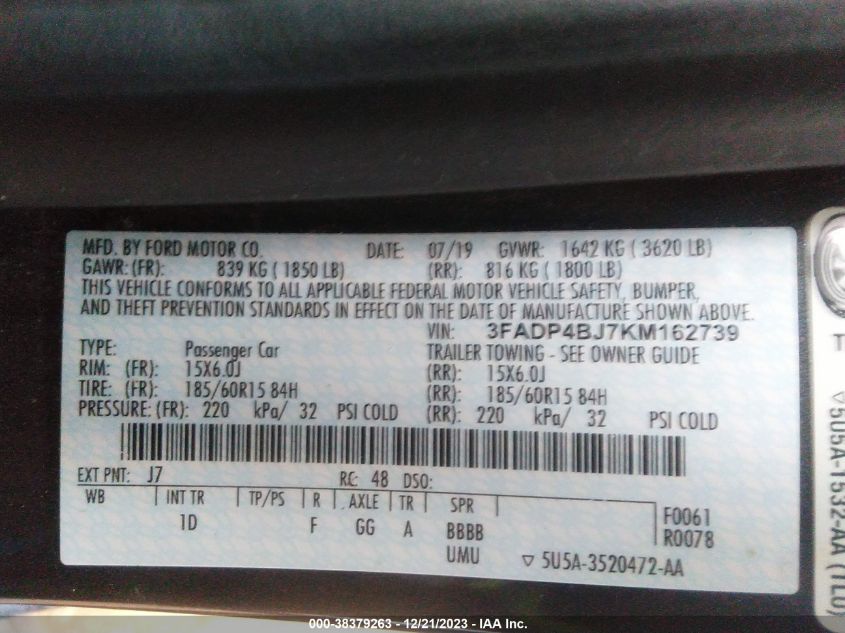 MFD. BY FORD MOTOR CO. DATE: 07/19 GVWR: 1642 KG ( 3620 LB)
GAWR: (FR): 839 KG ( 1850 LB) (RR): 816 KG ( 1800 LB)
THIS VEHICLE CONFORMS TO ALL APPLICABLE FEDERAL MOTOR VEHICLE SAFETY, BUMPER,
AND THEFT PREVENTION STANDARDS IN EFFECT ON THE DATE OF MANUFACTURE SHOWN ABOVE.
VIN: 3FADP4BJ7KM162739
TYPE: Passenger Car TRAILER TOWING - SEE OWNER GUIDE
RIM: (FR): 15X6.0J (RR): 15X6.0J
TIRE: (FR): 185/60R15 84H (RR): 185/60R15 84H
PRESSURE: (FR): 220 kPa/ 32 PSI COLD (RR): 220 kPa/ 32 PSI COLD
EXT PNT: J7 RC: 48 DSO:
WB INT TR TP/PS R AXLE TR SPR F0061
1D F GG A BBBB R0078
UMU ▽ 5U5A-3520472-AA
▽5U5A-1532-AA (TLU)
000-38379263 - 12/21/2023 - IAA Inc.